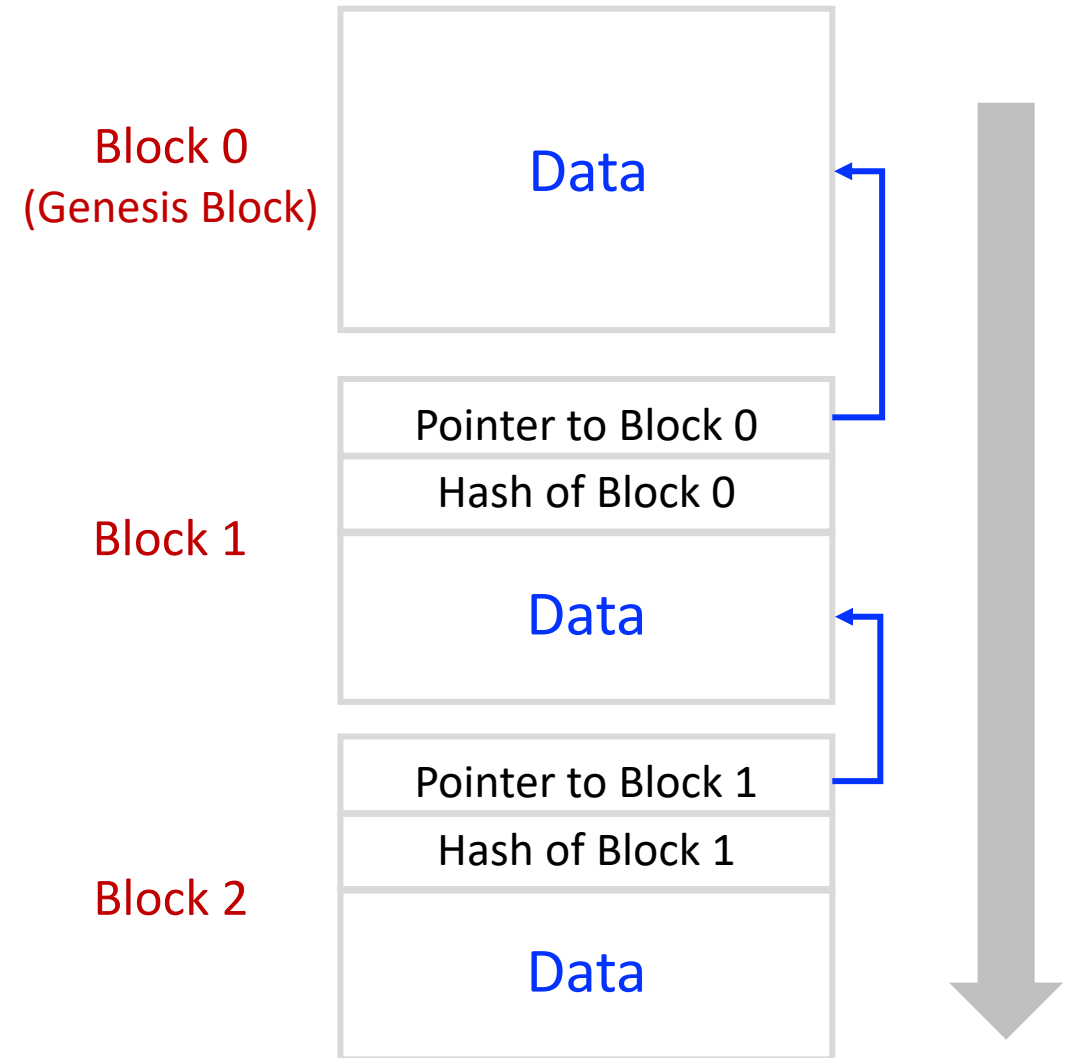 Block 0
(Genesis Block)
Data
Pointer to Block 0
Hash of Block 0
Block 1
Data
Pointer to Block 1
Hash of Block 1
Block 2
Data